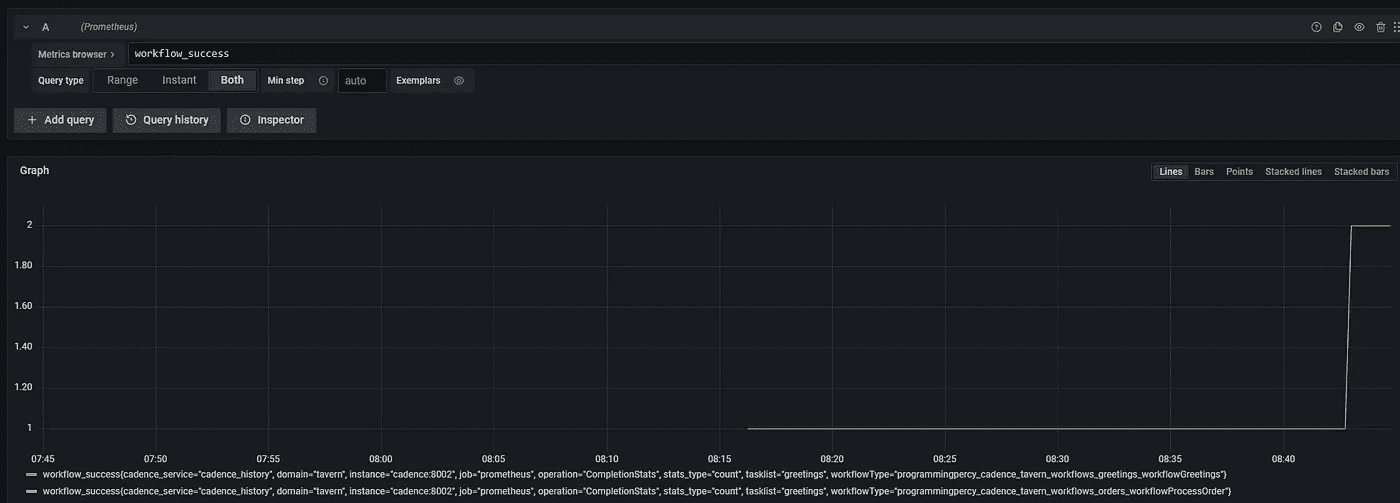 A (Prometheus)
Metrics browser > workflow_success
Query type Range Instant Both Min step auto Exemplars
+ Add query Query history Inspector
Graph
Lines Bars Points Stacked lines Stacked bars
2
1.80
1.60
1.40
1.20
1
07:45 07:50 07:55 08:00 08:05 08:10 08:15 08:20 08:25 08:30 08:35 08:40
workflow_success{cadence_service="cadence_history", domain="tavern", instance="cadence:8002", job="prometheus", operation="CompletionStats", stats_type="count", tasklist="greetings", workflowType="programmingpercy_cadence_tavern_workflows_greetings_workflowGreetings"}
workflow_success{cadence_service="cadence_history", domain="tavern", instance="cadence:8002", job="prometheus", operation="CompletionStats", stats_type="count", tasklist="greetings", workflowType="programmingpercy_cadence_tavern_workflows_orders_workflowProcessOrder"}